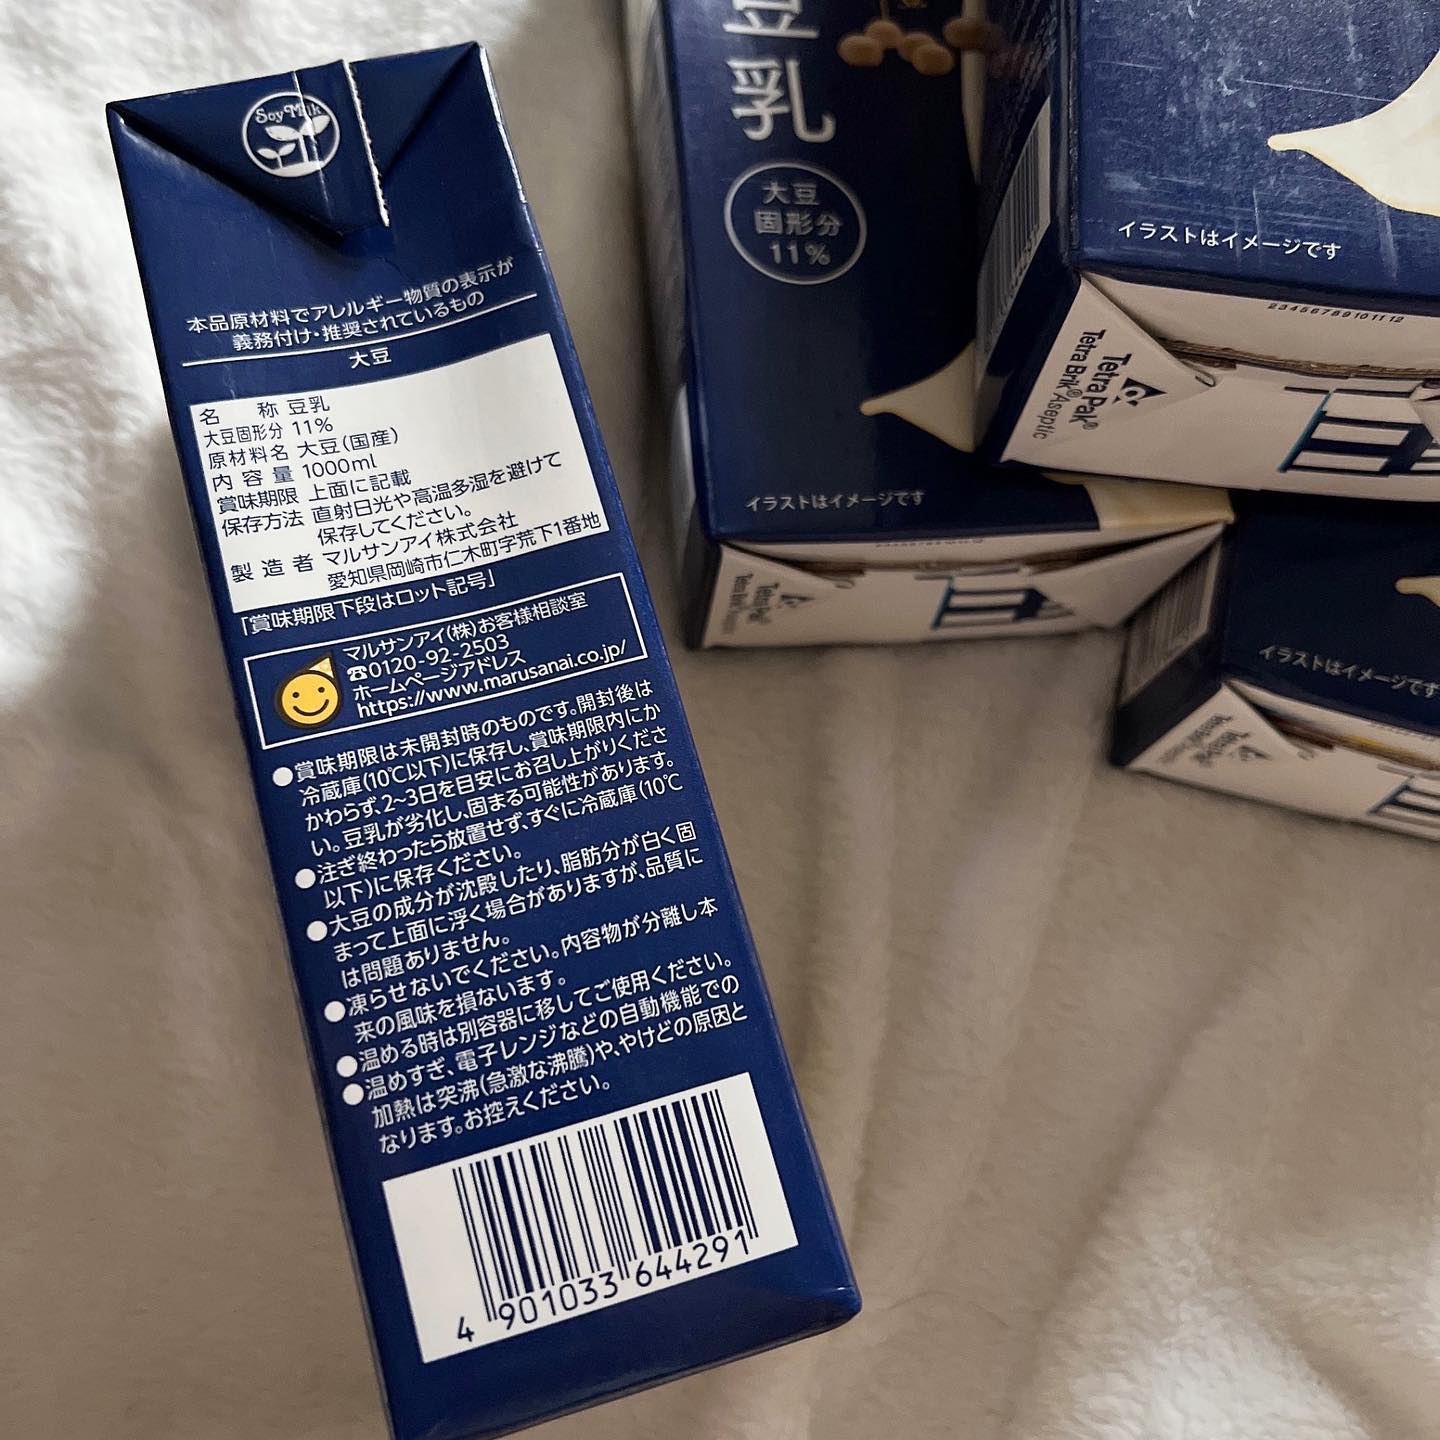 Soy Milk
本品原材料でアレルギー物質の表示が
義務付け・推奨されているもの
大豆
名称 豆乳
大豆固形分 11%
原材料名 大豆(国産)
内容量 1000ml
賞味期限 上面に記載
保存方法 直射日光や高温多湿を避けて
保存してください。
製造者 マルサンアイ株式会社
愛知県岡崎市仁木町字荒下1番地
「賞味期限下段はロット記号」
マルサンアイ(株)お客様相談室
☎0120-92-2503
ホームページアドレス
https://www.marusanai.co.jp/
●賞味期限は未開封時のものです。開封後は
冷蔵庫(10℃以下)に保存し、賞味期限内にか
かわらず、2~3日を目安にお召し上がりくださ
い。豆乳が劣化し、固まる可能性があります。
●注ぎ終わったら放置せず、すぐに冷蔵庫(10℃
以下)に保存ください。
●大豆の成分が沈殿したり、脂肪分が白く固
まって上面に浮く場合がありますが、品質に
は問題ありません。
●凍らせないでください。内容物が分離し本
来の風味を損ないます。
●温める時は別容器に移してご使用ください。
●温めすぎ、電子レンジなどの自動機能での
加熱は突沸(急激な沸騰)や、やけどの原因と
なります。お控えください。
4 901033 644291
豆乳
大豆
固形分
11%
イラストはイメージです
Tetra Pak®
Tetra Brik® Aseptic
イラストはイメージです
234567891011 12
Tetra Pak®
Tetra Brik® Aseptic
イラストはイメージです